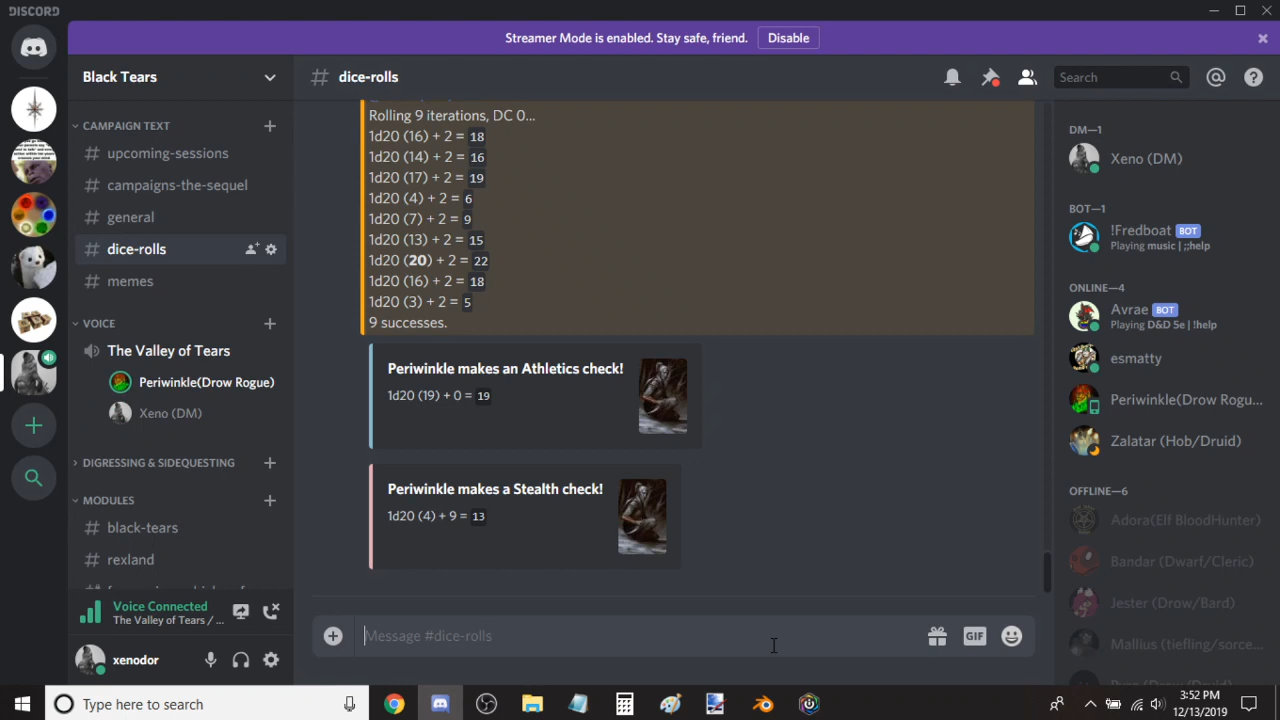 DISCORD
Streamer Mode is enabled. Stay safe, friend.
Disable
Black Tears
CAMPAIGN TEXT
upcoming-sessions
campaigns-the-sequel
general
dice-rolls
memes
VOICE
The Valley of Tears
Periwinkle(Drow Rogue)
Xeno (DM)
DIGRESSING & SIDEQUESTING
MODULES
black-tears
rexland
Voice Connected
The Valley of Tears / ...
xenodor
# dice-rolls
Search
Rolling 9 iterations, DC 0...
1d20 (16) + 2 = 18
1d20 (14) + 2 = 16
1d20 (17) + 2 = 19
1d20 (4) + 2 = 6
1d20 (7) + 2 = 9
1d20 (13) + 2 = 15
1d20 (20) + 2 = 22
1d20 (16) + 2 = 18
1d20 (3) + 2 = 5
9 successes.
Periwinkle makes an Athletics check!
1d20 (19) + 0 = 19
Periwinkle makes a Stealth check!
1d20 (4) + 9 = 13
Message #dice-rolls
GIF
DM—1
Xeno (DM)
BOT—1
!Fredboat BOT
Playing music | ;;help
ONLINE—4
Avrae BOT
Playing D&D 5e | !help
esmatty
Periwinkle(Drow Rogu...
Zalatar (Hob/Druid)
OFFLINE—6
Adora(Elf BloodHunter)
Bandar (Dwarf/Cleric)
Jester (Drow/Bard)
Mallius (tiefling/sorce...
Type here to search
3:52 PM
12/13/2019